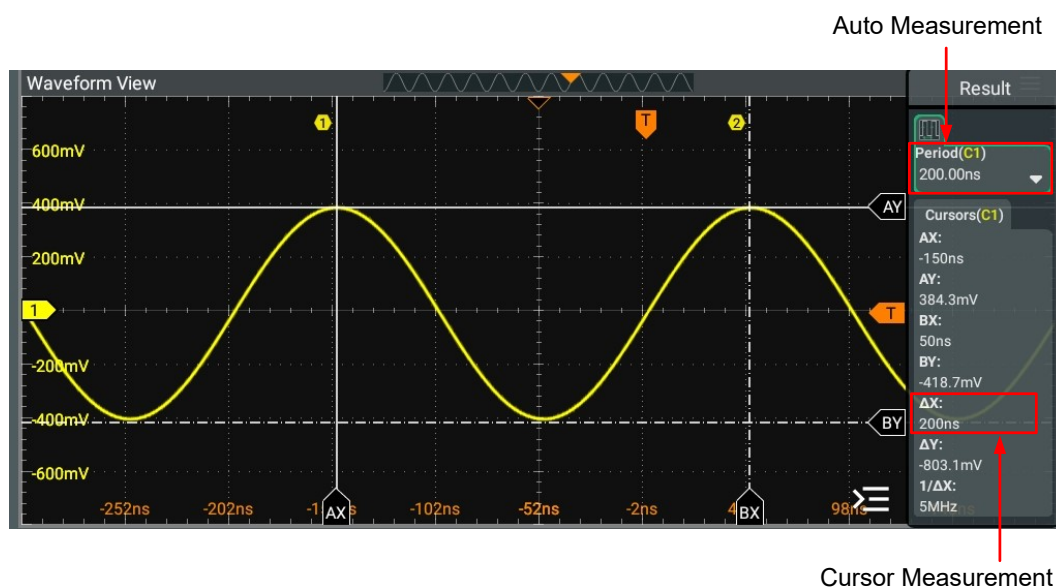 Auto Measurement
Waveform View
Result
1
T
2
Period(C1)
200.00ns
600mV
400mV
200mV
1
-200mV
-400mV
-600mV
AY
T
BY
Cursors(C1)
AX:
-150ns
AY:
384.3mV
BX:
50ns
BY:
-418.7mV
ΔX:
200ns
ΔY:
-803.1mV
1/ΔX:
5MHz
-252ns
-202ns
AX
-102ns
-52ns
-2ns
BX
Cursor Measurement